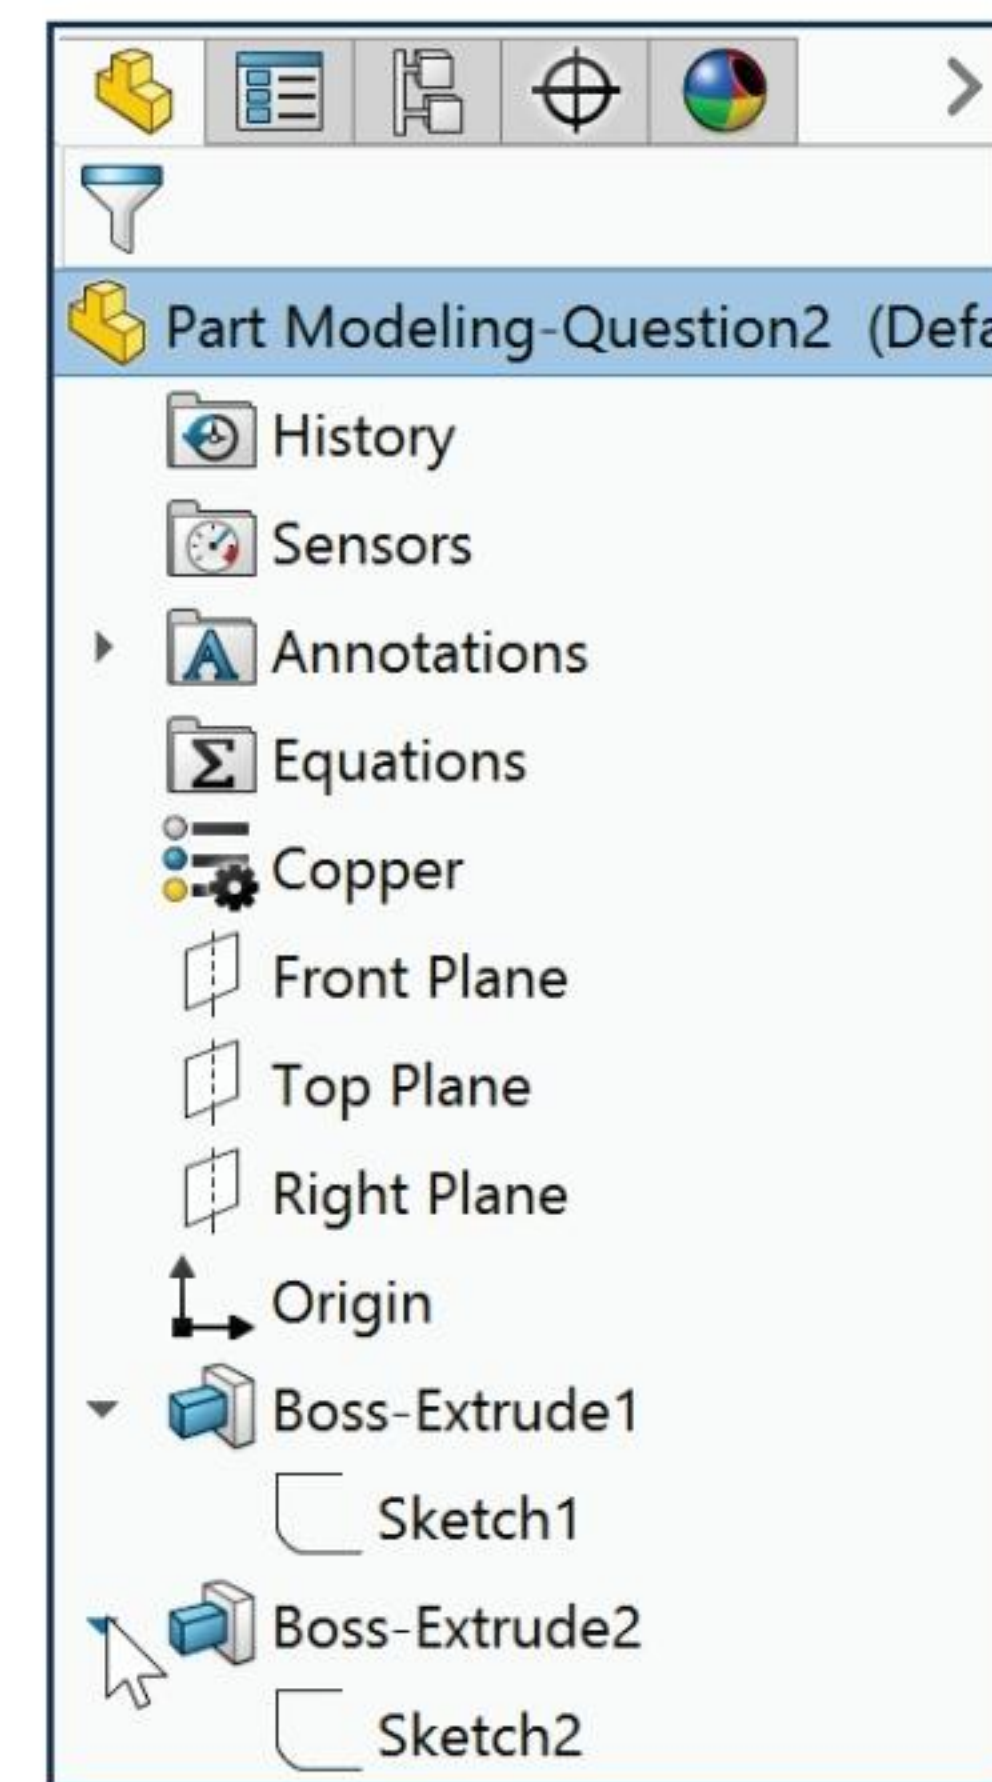 Part Modeling-Question2 (Defa
History
Sensors
Annotations
Equations
Copper
Front Plane
Top Plane
Right Plane
Origin
Boss-Extrude1
Sketch1
Boss-Extrude2
Sketch2